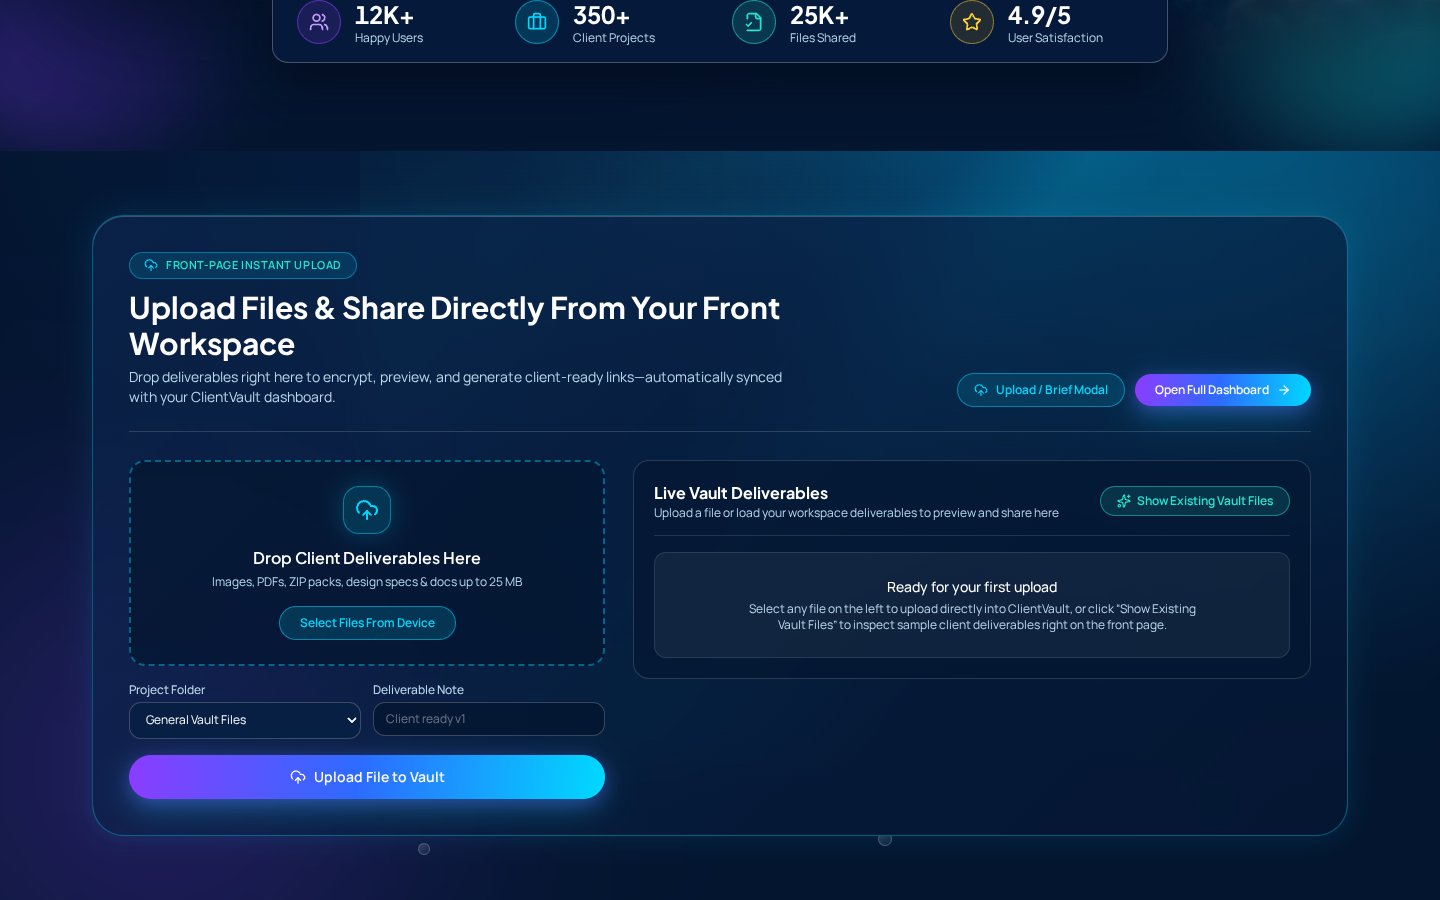 12K+
Happy Users
350+
Client Projects
25K+
Files Shared
4.9/5
User Satisfaction
FRONT-PAGE INSTANT UPLOAD
Upload Files & Share Directly From Your Front
Workspace
Drop deliverables right here to encrypt, preview, and generate client-ready links—automatically synced
with your ClientVault dashboard.
Upload / Brief Modal
Open Full Dashboard
Drop Client Deliverables Here
Images, PDFs, ZIP packs, design specs & docs up to 25 MB
Select Files From Device
Project Folder
General Vault Files
Deliverable Note
Client ready v1
Upload File to Vault
Live Vault Deliverables
Upload a file or load your workspace deliverables to preview and share here
Show Existing Vault Files
Ready for your first upload
Select any file on the left to upload directly into ClientVault, or click “Show Existing
Vault Files” to inspect sample client deliverables right on the front page.